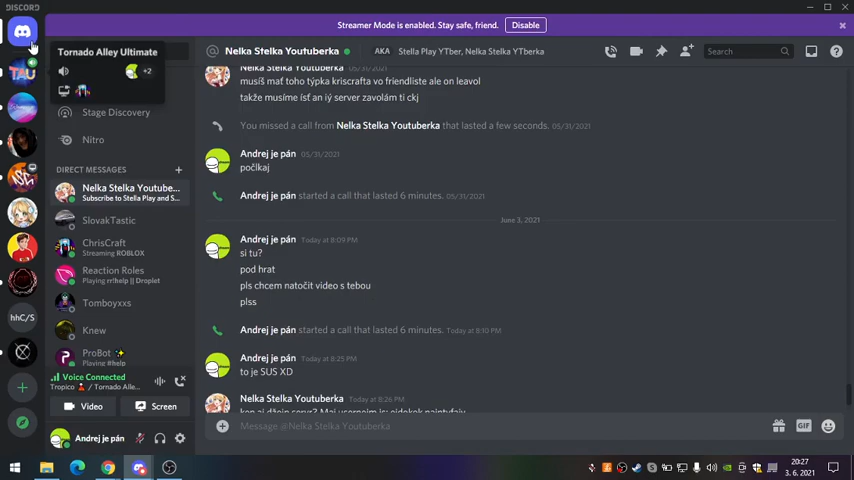 DISCORD
Streamer Mode is enabled. Stay safe, friend.
Disable
Tornado Alley Ultimate
+2
TAU
Stage Discovery
Nitro
DIRECT MESSAGES
Nelka Stelka Youtube...
Subscribe to Stella Play and S...
SlovakTastic
ChrisCraft
Streaming ROBLOX
Reaction Roles
Playing rr!help || Droplet
Tomboyxxs
Knew
ProBot ✨
Playing #help
hhC/S
Voice Connected
Tropico / Tornado Alle...
Video
Screen
Andrej je pán
@ Nelka Stelka Youtuberka
AKA
Stella Play YTber, Nelka Stelka YTberka
Search
Nelka Stelka Youtuberka 05/31/2021
musíš mať toho týpka kriscrafta vo friendliste ale on leavol
takže musíme ísť an iý server zavolám ti ckj
You missed a call from Nelka Stelka Youtuberka that lasted a few seconds. 05/31/2021
Andrej je pán 05/31/2021
počlkaj
Andrej je pán started a call that lasted 6 minutes. 05/31/2021
June 3, 2021
Andrej je pán Today at 8:09 PM
si tu?
pod hrat
pls chcem natočit video s tebou
plss
Andrej je pán started a call that lasted 6 minutes. Today at 8:10 PM
Andrej je pán Today at 8:25 PM
to je SUS XD
Nelka Stelka Youtuberka Today at 8:26 PM
Message @Nelka Stelka Youtuberka
GIF
20:27
3. 6. 2021